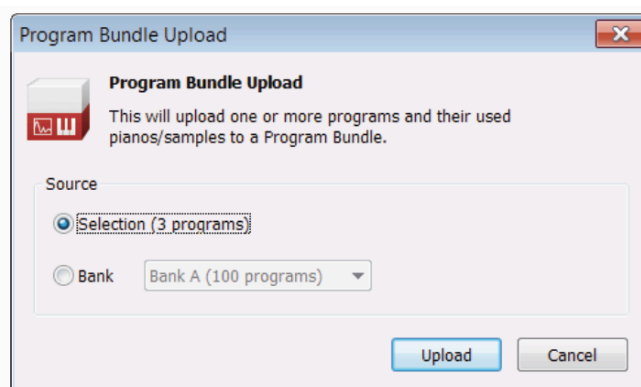 Program Bundle Upload
Program Bundle Upload
This will upload one or more programs and their used
pianos/samples to a Program Bundle.
Source
Selection (3 programs)
Bank Bank A (100 programs)
Upload Cancel